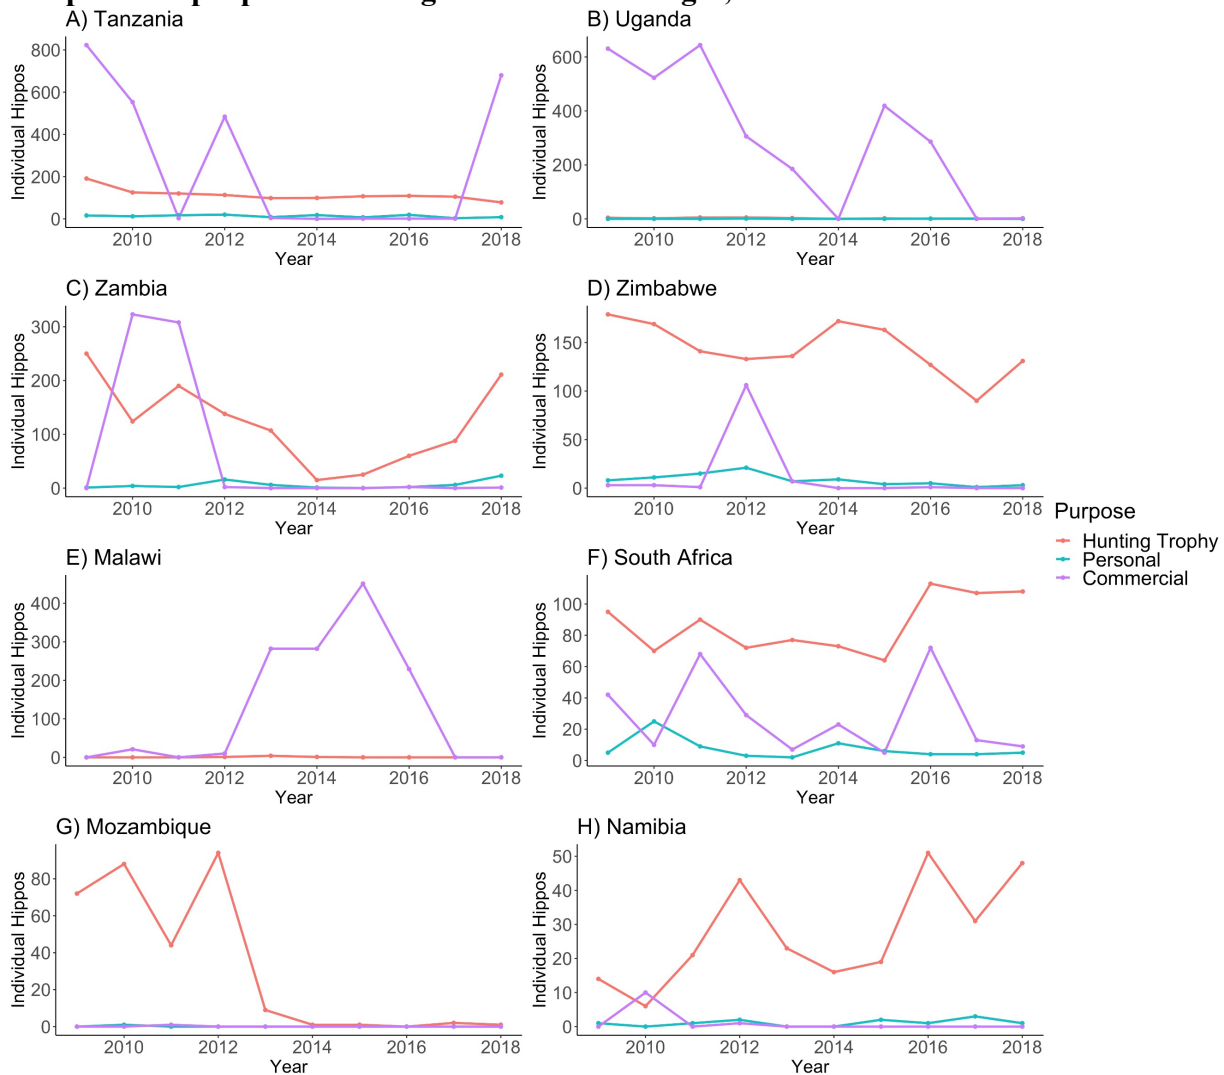 A) Tanzania
B) Uganda
Individual Hippos
800
600
400
200
0
2010 2012 2014 2016 2018
Year
Individual Hippos
600
400
200
0
2010 2012 2014 2016 2018
Year
C) Zambia
D) Zimbabwe
Individual Hippos
300
200
100
0
2010 2012 2014 2016 2018
Year
Individual Hippos
150
100
50
0
2010 2012 2014 2016 2018
Year
Purpose
Hunting Trophy
Personal
Commercial
E) Malawi
F) South Africa
Individual Hippos
400
300
200
100
0
2010 2012 2014 2016 2018
Year
Individual Hippos
100
80
60
40
20
0
2010 2012 2014 2016 2018
Year
G) Mozambique
H) Namibia
Individual Hippos
80
60
40
20
0
2010 2012 2014 2016 2018
Year
Individual Hippos
50
40
30
20
10
0
2010 2012 2014 2016 2018
Year